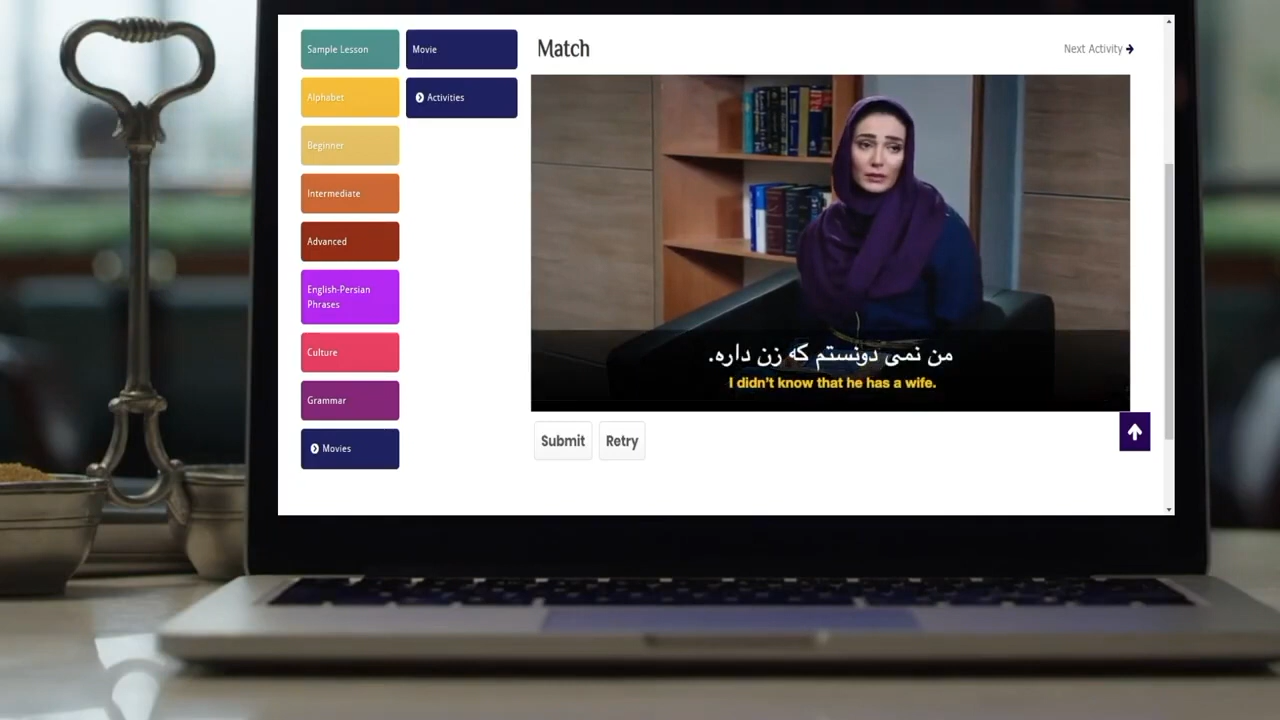 Sample Lesson
Alphabet
Beginner
Intermediate
Advanced
English-Persian
Phrases
Culture
Grammar
Movies
Movie
Activities
Match
Next Activity
من نمی دونستم که زن داره.
I didn't know that he has a wife.
Submit
Retry